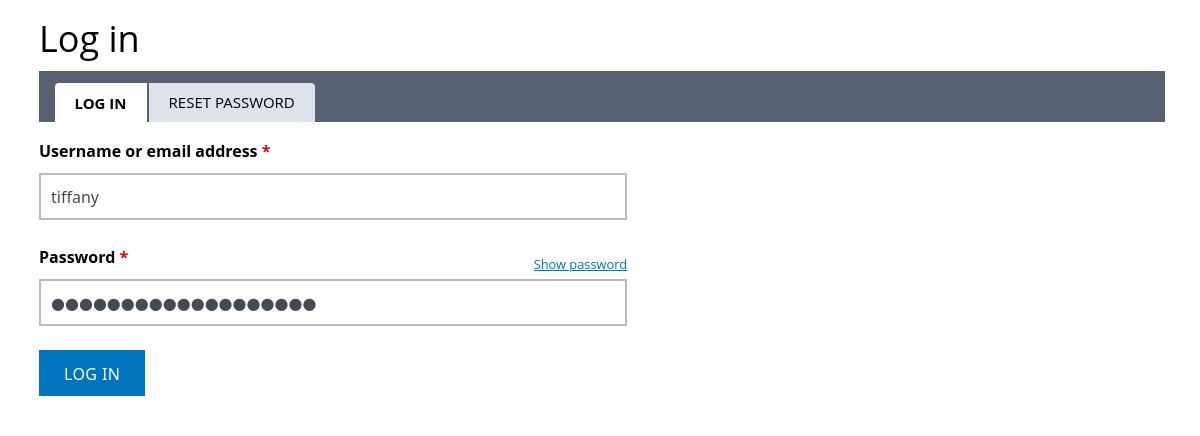 Log in
LOG IN RESET PASSWORD
Username or email address *
tiffany
Password * Show password
●●●●●●●●●●●●●●●●●●●
LOG IN